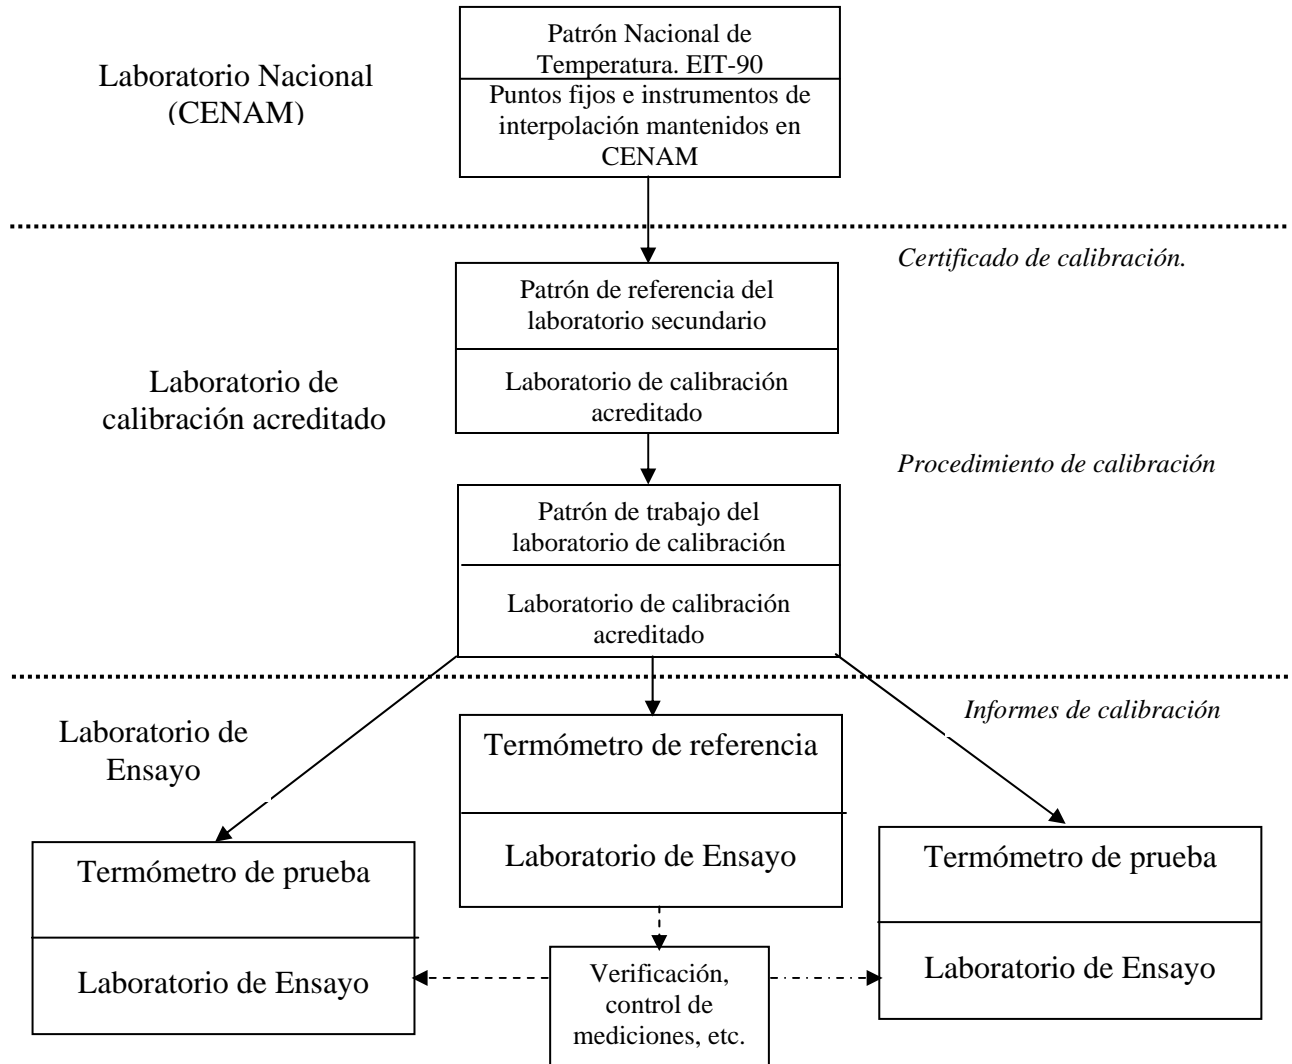 Patrón Nacional de
Temperatura. EIT-90
Laboratorio Nacional
(CENAM)
Puntos fijos e instrumentos de
interpolación mantenidos en
CENAM
Certificado de calibración.
Patrón de referencia del
laboratorio secundario
Laboratorio de
calibración acreditado
Laboratorio de calibración
acreditado
Procedimiento de calibración
Patrón de trabajo del
laboratorio de calibración
Laboratorio de calibración
acreditado
Informes de calibración
Laboratorio de
Ensayo
Termómetro de referencia
Laboratorio de Ensayo
Termómetro de prueba
Laboratorio de Ensayo
Termómetro de prueba
Laboratorio de Ensayo
Verificación,
control de
mediciones, etc.